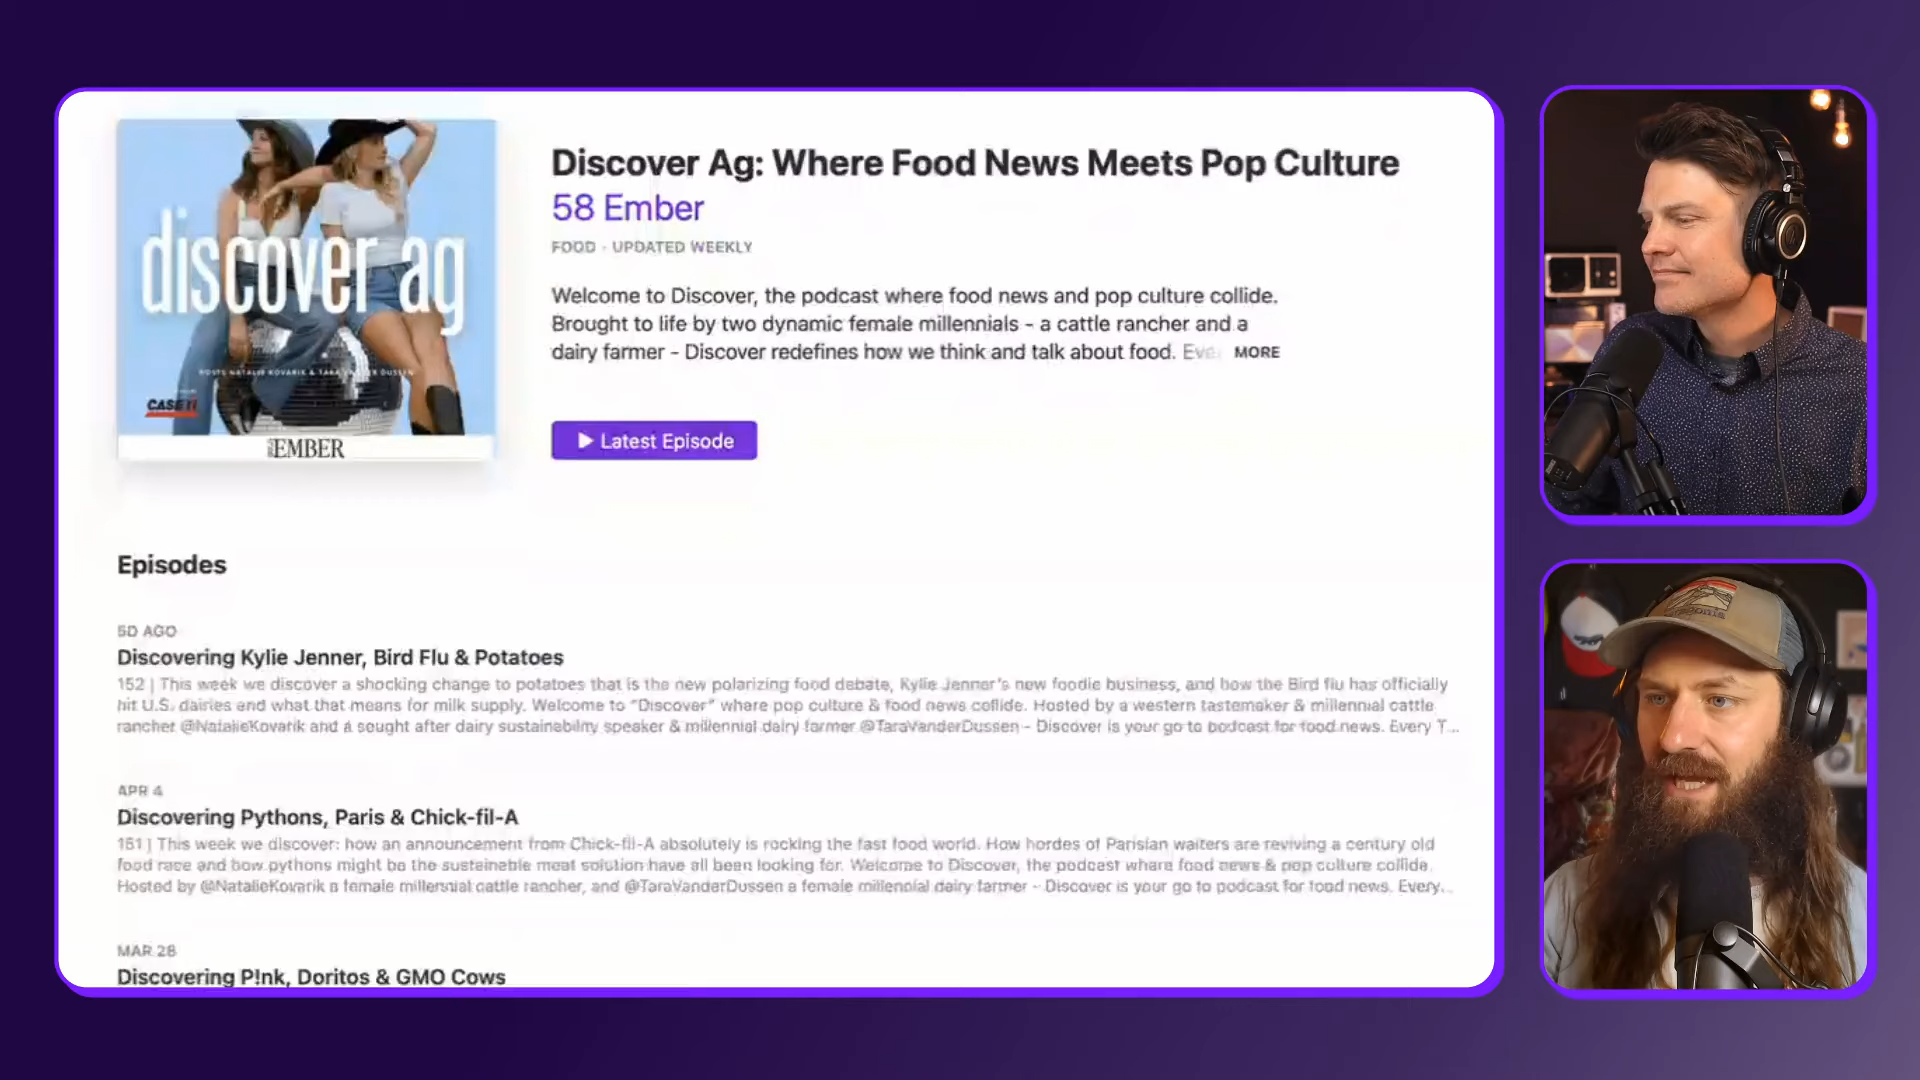 discover ag
HOSTS NATALIE KOVARIK & TARA VANDER DUSSEN
CASE IH
EMBER
Discover Ag: Where Food News Meets Pop Culture
58 Ember
FOOD · UPDATED WEEKLY
Welcome to Discover, the podcast where food news and pop culture collide.
Brought to life by two dynamic female millennials - a cattle rancher and a
dairy farmer - Discover redefines how we think and talk about food. Eve MORE
▶ Latest Episode
Episodes
5D AGO
Discovering Kylie Jenner, Bird Flu & Potatoes
152 | This week we discover a shocking change to potatoes that is the new polarizing food debate, Kylie Jenner's new foodie business, and how the Bird flu has officially
hit U.S. dairies and what that means for milk supply. Welcome to "Discover" where pop culture & food news collide. Hosted by a western tastemaker & millennial cattle
rancher @NatalieKovarik and a sought after dairy sustainability speaker & millennial dairy farmer @TaraVanderDussen - Discover is your go to podcast for food news. Every T...
APR 4
Discovering Pythons, Paris & Chick-fil-A
151 | This week we discover: how an announcement from Chick-fil-A absolutely is rocking the fast food world. How hordes of Parisian waiters are reviving a century old
food race and how pythons might be the sustainable meat solution have all been looking for. Welcome to Discover, the podcast where food news & pop culture collide.
Hosted by @NatalieKovarik a female millennial cattle rancher, and @TaraVanderDussen a female millennial dairy farmer - Discover is your go to podcast for food news. Every...
MAR 28
Discovering P!nk, Doritos & GMO Cows